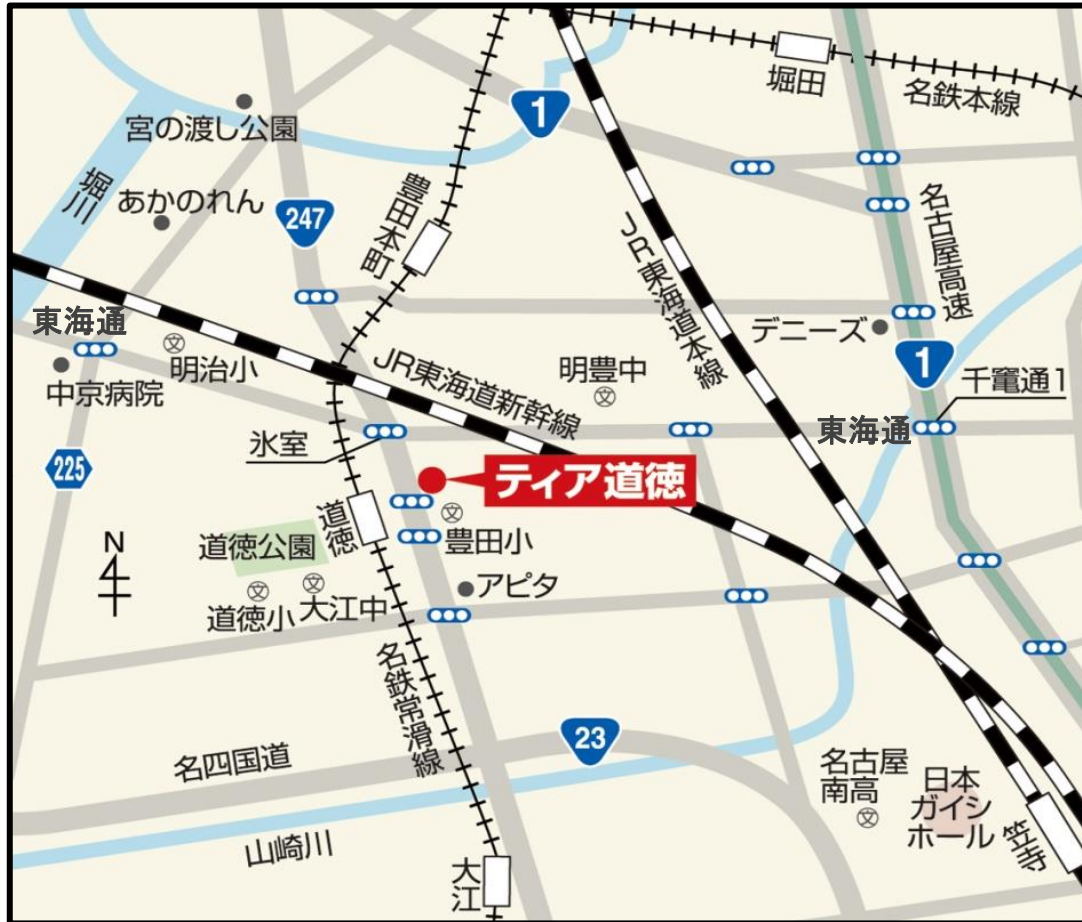 堀田
名鉄本線
1
宮の渡し公園
堀川
あかのれん
247
豊田本町
JR東海道本線
名古屋高速
東海通
明治小
中京病院
JR東海道新幹線
明豊中
デニーズ
1
千竈通1
東海通
氷室
225
ティア道徳
道徳
豊田小
N
道徳公園
アピタ
道徳小
大江中
名鉄常滑線
23
名四国道
名古屋
南高
日本
ガイシ
ホール
笠寺
山崎川
大江